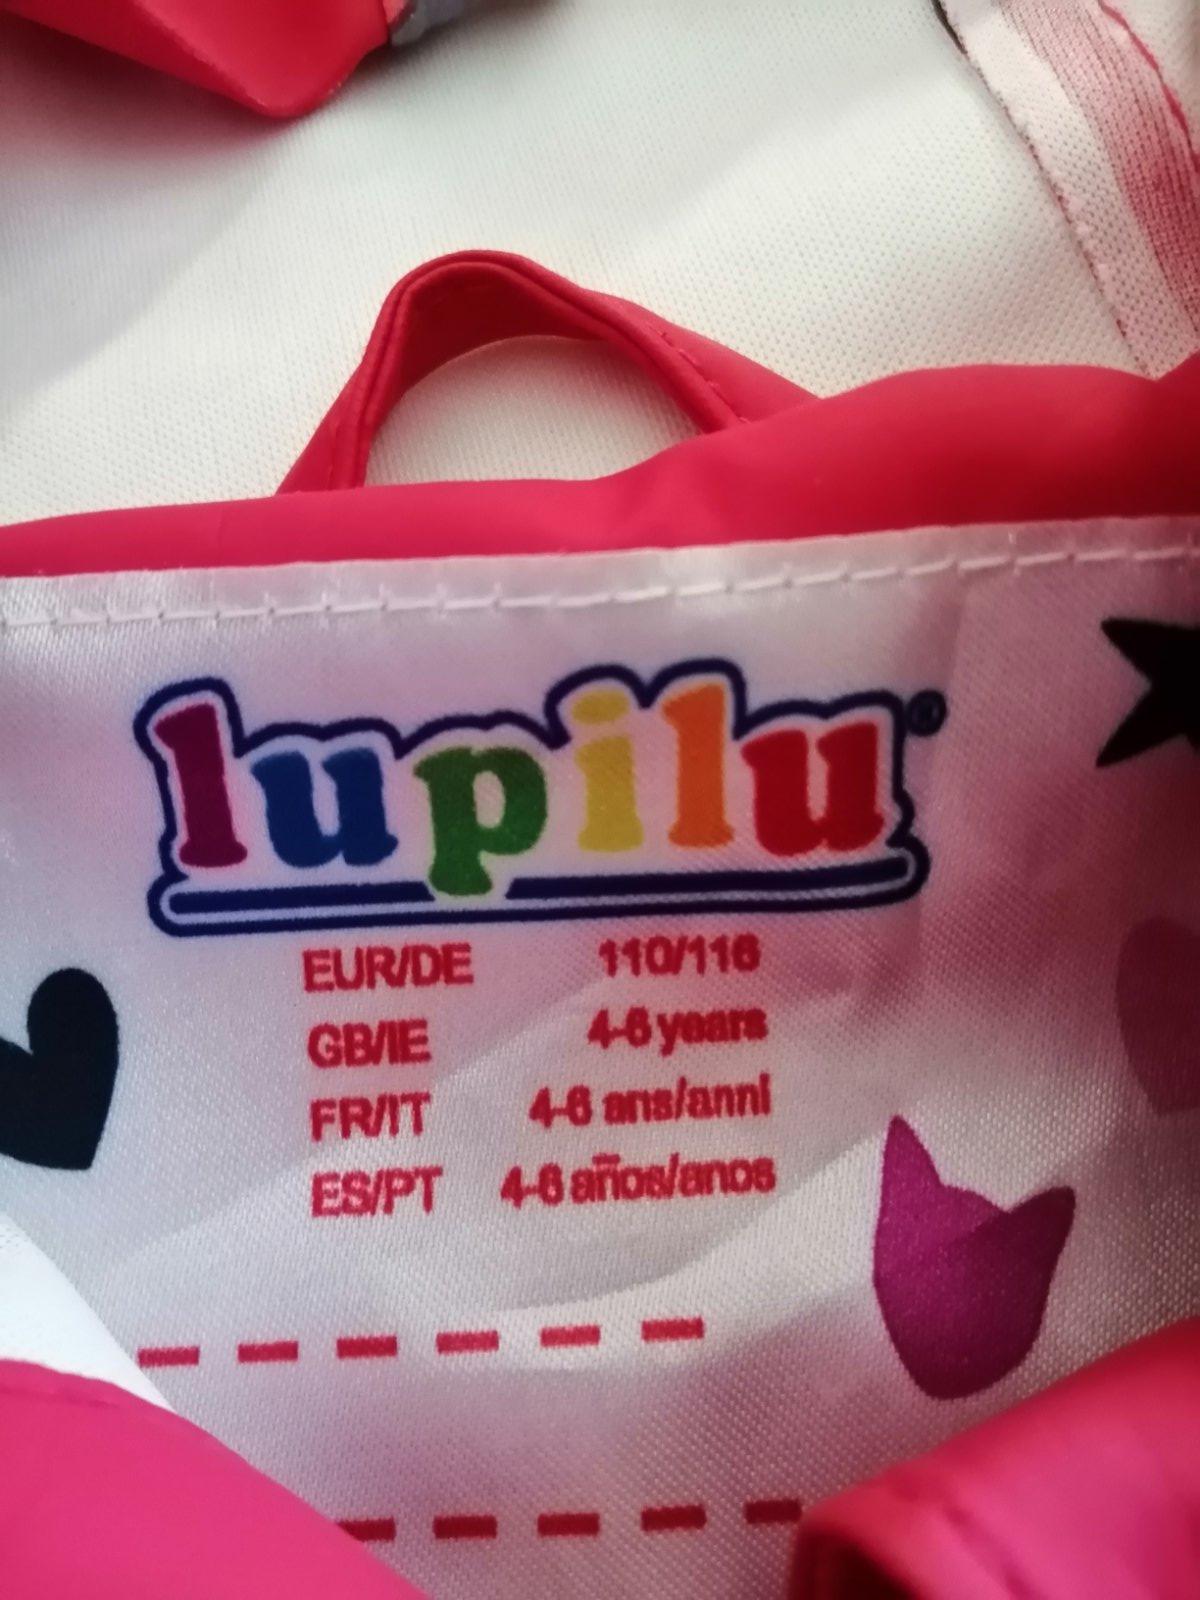 lupilu®
EUR/DE 110/116
GB/IE 4-6 years
FR/IT 4-6 ans/anni
ES/PT 4-6 años/anos